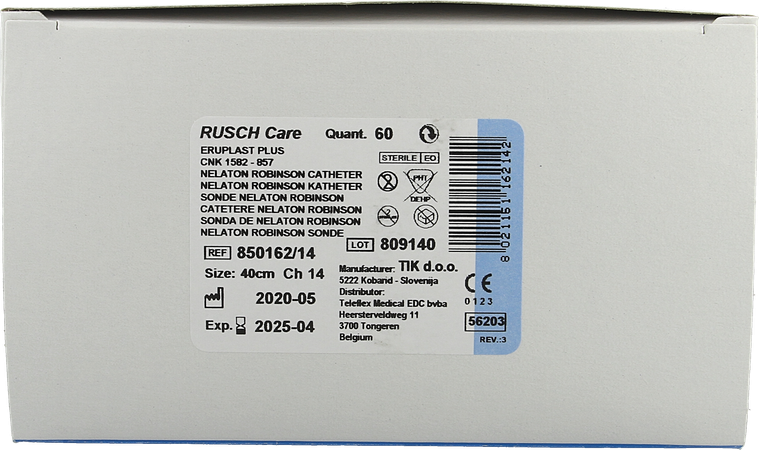 RUSCH Care Quant. 60
ERUPLAST PLUS
CNK 1582 - 857
STERILE EO
NELATON ROBINSON CATHETER
NELATON ROBINSON KATHETER
SONDE NELATON ROBINSON
CATETERE NELATON ROBINSON
SONDA DE NELATON ROBINSON
NELATON ROBINSON SONDE
PHT
DEHP
REF 850162/14
LOT 809140
Size: 40cm Ch 14
2020-05
Exp. 2025-04
Manufacturer: TIK d.o.o.
5222 Koband - Slovenija
Distributor:
Teleflex Medical EDC bvba
Heersterveldweg 11
3700 Tongeren
Belgium
8 021161 162142
CE
0123
56203
REV.:3